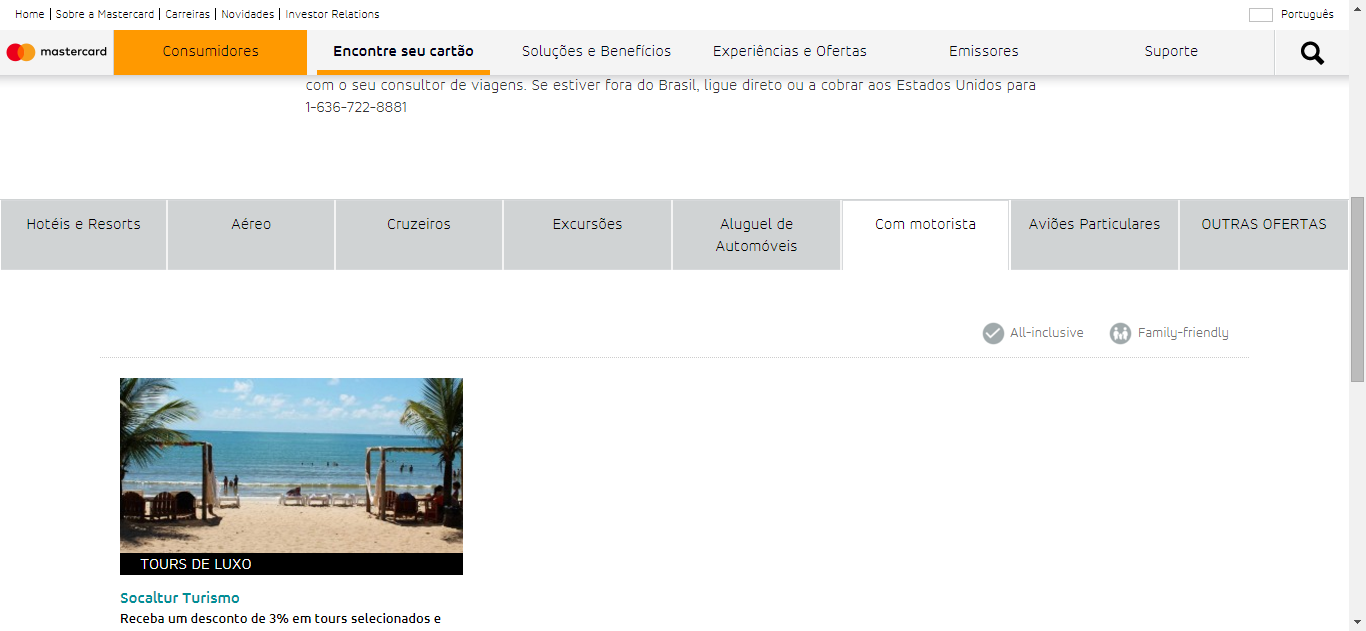 Home | Sobre a Mastercard | Carreiras | Novidades | Investor Relations
Português
mastercard
Consumidores
Encontre seu cartão
Soluções e Benefícios
Experiências e Ofertas
Emissores
Suporte
com o seu consultor de viagens. Se estiver fora do Brasil, ligue direto ou a cobrar aos Estados Unidos para
1-636-722-8881
Hotéis e Resorts
Aéreo
Cruzeiros
Excursões
Aluguel de
Automóveis
Com motorista
Aviões Particulares
OUTRAS OFERTAS
All-inclusive
Family-friendly
TOURS DE LUXO
Socaltur Turismo
Receba um desconto de 3% em tours selecionados e